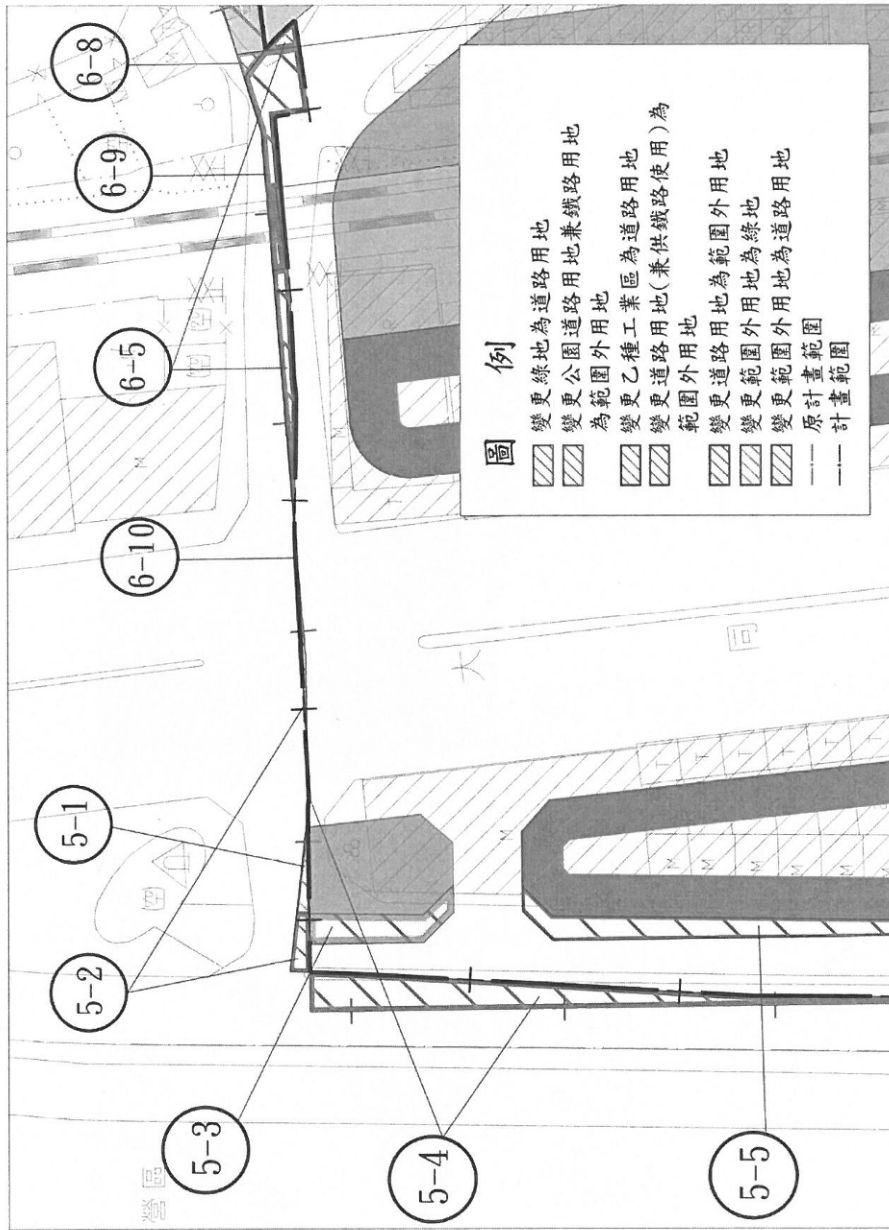 6-8
6-9
6-5
6-10
5-1
5-2
5-3
5-4
5-5
大
同
圖 例
變更綠地為道路用地
變更公園道路用地兼鐵路用地
為範圍外用地
變更乙種工業區為道路用地
變更道路用地(兼供鐵路使用)為
範圍外用地
變更道路用地為範圍外用地
變更範圍外用地為綠地
變更範圍外用地為道路用地
原計畫範圍
計畫範圍
M
M
R
T
T
T
T
T
M
M
M
M
M
M